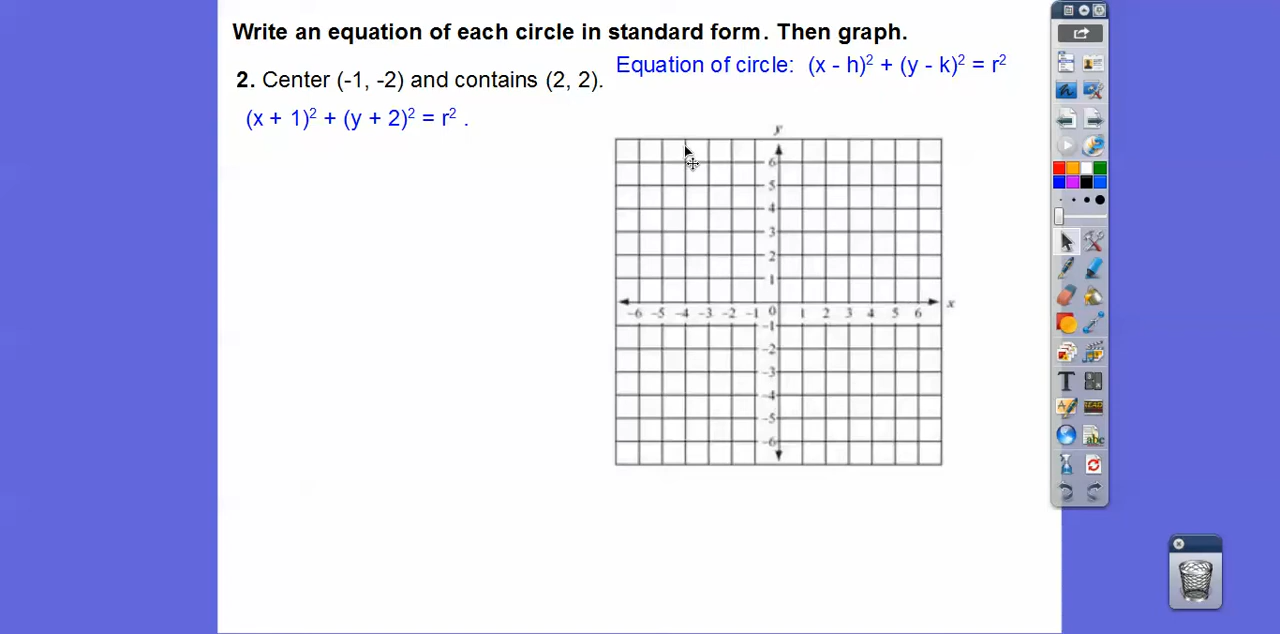 Write an equation of each circle in standard form. Then graph.
2. Center (-1, -2) and contains (2, 2).
Equation of circle: (x - h)² + (y - k)² = r²
(x + 1)² + (y + 2)² = r² .
y
6
5
4
3
2
1
-6 -5 -4 -3 -2 -1 0 1 2 3 4 5 6 x
-1
-2
-3
-4
-5
-6
T
abc